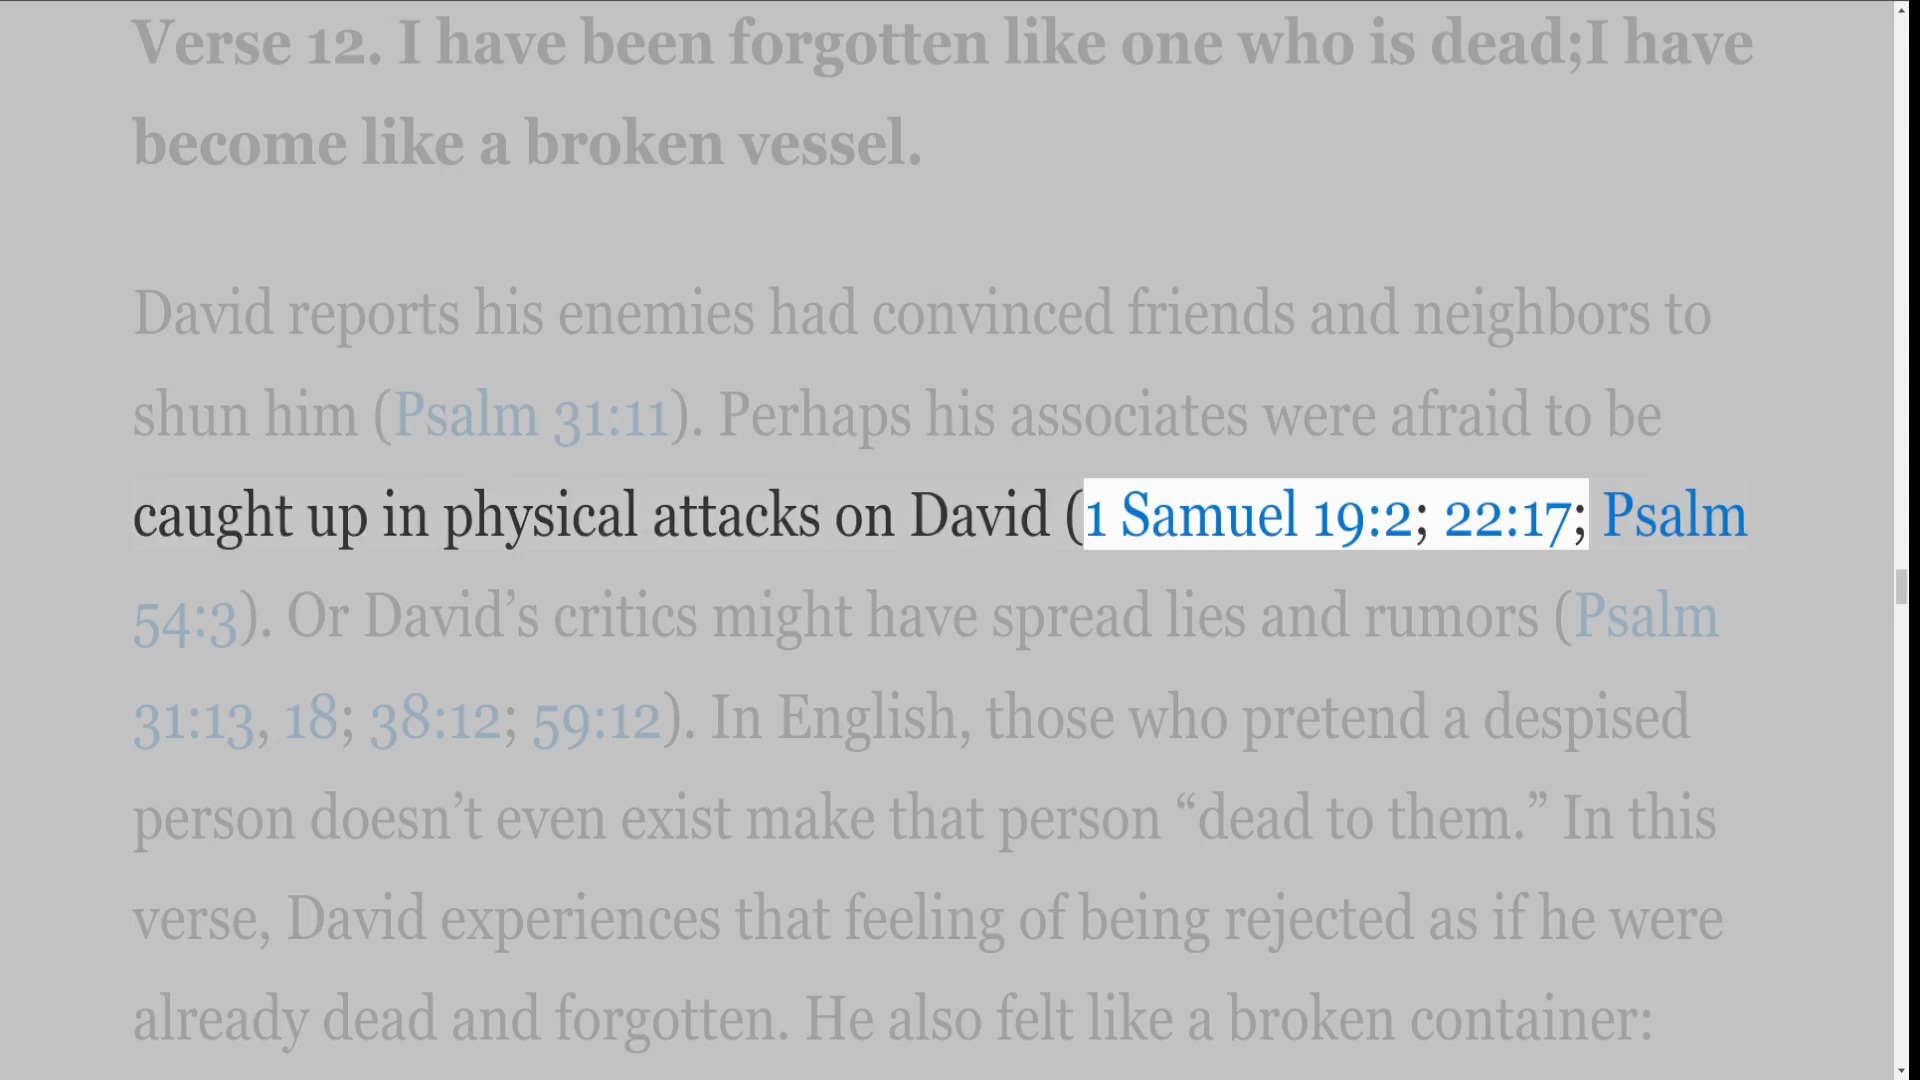 Verse 12. I have been forgotten like one who is dead;I have
become like a broken vessel.
David reports his enemies had convinced friends and neighbors to
shun him (Psalm 31:11). Perhaps his associates were afraid to be
caught up in physical attacks on David (1 Samuel 19:2; 22:17; Psalm
54:3). Or David’s critics might have spread lies and rumors (Psalm
31:13, 18; 38:12; 59:12). In English, those who pretend a despised
person doesn’t even exist make that person “dead to them.” In this
verse, David experiences that feeling of being rejected as if he were
already dead and forgotten. He also felt like a broken container: